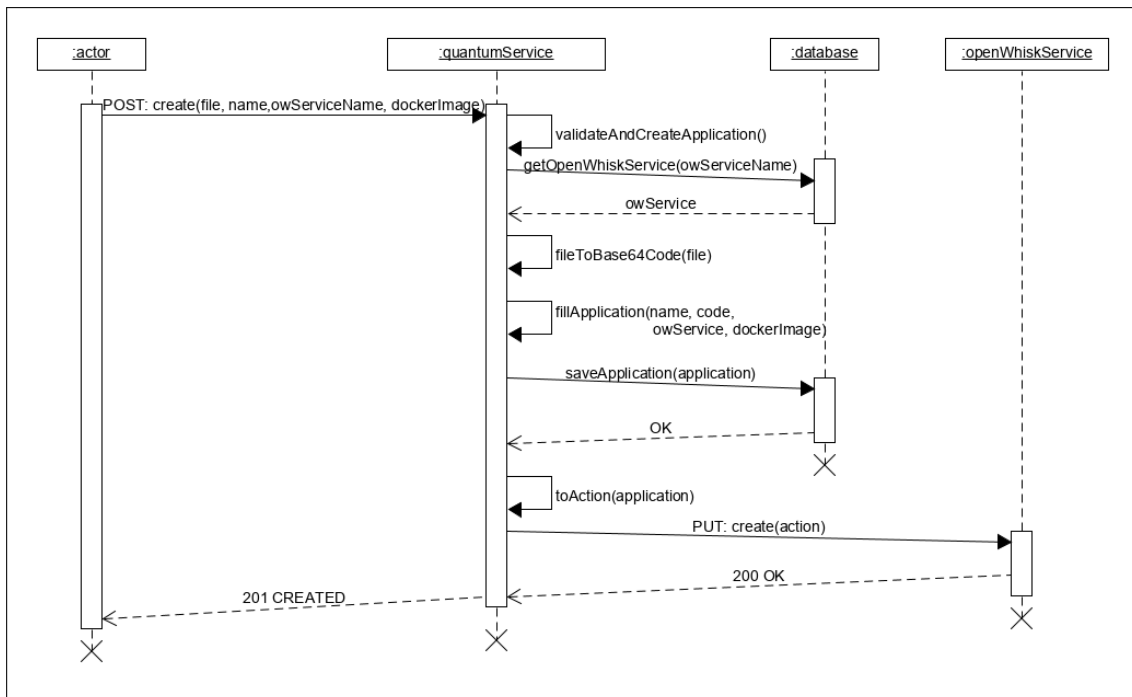 :actor
:quantumService
:database
:openWhiskService
POST: create(file, name,owServiceName, dockerImage)
validateAndCreateApplication()
getOpenWhiskService(owServiceName)
owService
fileToBase64Code(file)
fillApplication(name, code,
owService, dockerImage)
saveApplication(application)
OK
toAction(application)
PUT: create(action)
200 OK
201 CREATED